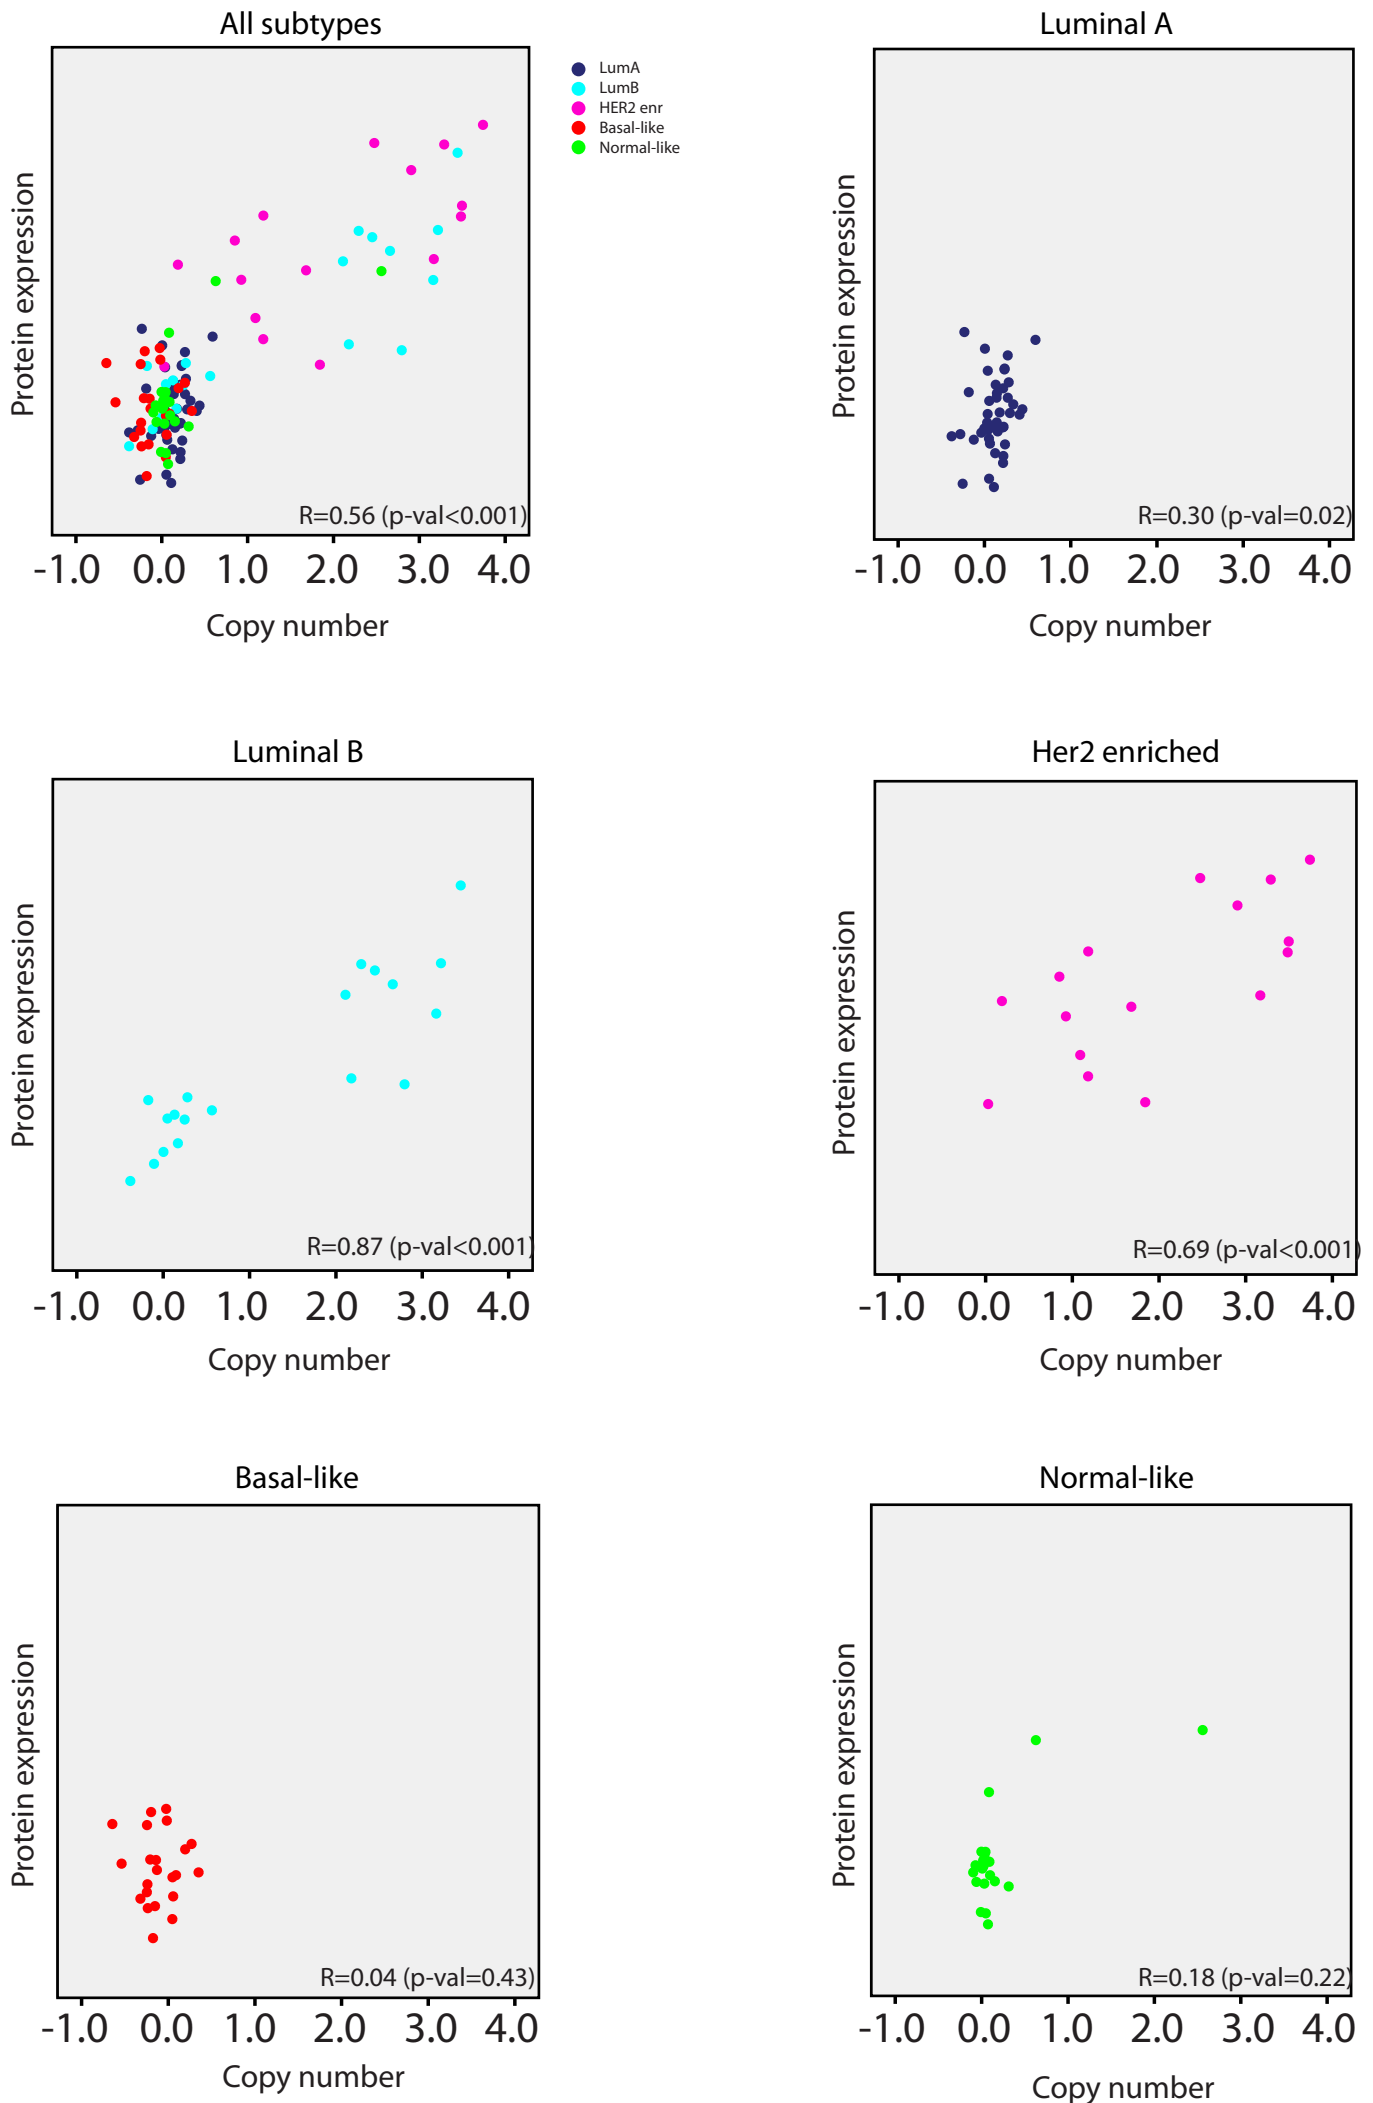 All subtypes
LumA
LumB
HER2 enr
Basal-like
Normal-like
Protein expression
R=0.56 (p-val<0.001)
-1.0 0.0 1.0 2.0 3.0 4.0
Copy number
Luminal A
Protein expression
R=0.30 (p-val=0.02)
-1.0 0.0 1.0 2.0 3.0 4.0
Copy number
Luminal B
Protein expression
R=0.87 (p-val<0.001)
-1.0 0.0 1.0 2.0 3.0 4.0
Copy number
Her2 enriched
Protein expression
R=0.69 (p-val<0.001)
-1.0 0.0 1.0 2.0 3.0 4.0
Copy number
Basal-like
Protein expression
R=0.04 (p-val=0.43)
-1.0 0.0 1.0 2.0 3.0 4.0
Copy number
Normal-like
Protein expression
R=0.18 (p-val=0.22)
-1.0 0.0 1.0 2.0 3.0 4.0
Copy number